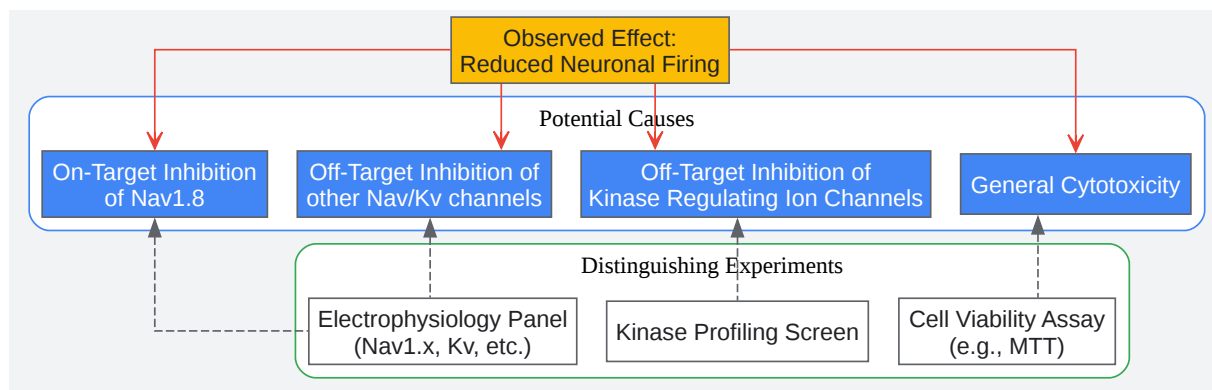 Observed Effect:
Reduced Neuronal Firing
Potential Causes
On-Target Inhibition
of Nav1.8
Off-Target Inhibition of
other Nav/Kv channels
Off-Target Inhibition of
Kinase Regulating Ion Channels
General Cytotoxicity
Distinguishing Experiments
Electrophysiology Panel
(Nav1.x, Kv, etc.)
Kinase Profiling Screen
Cell Viability Assay
(e.g., MTT)